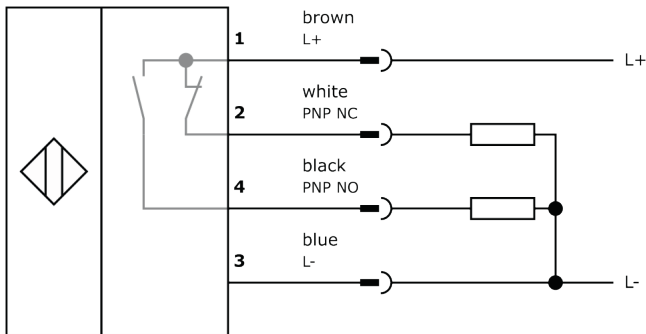 brown
1 L+ L+
white
2 PNP NC
black
4 PNP NO
blue
3 L- L-